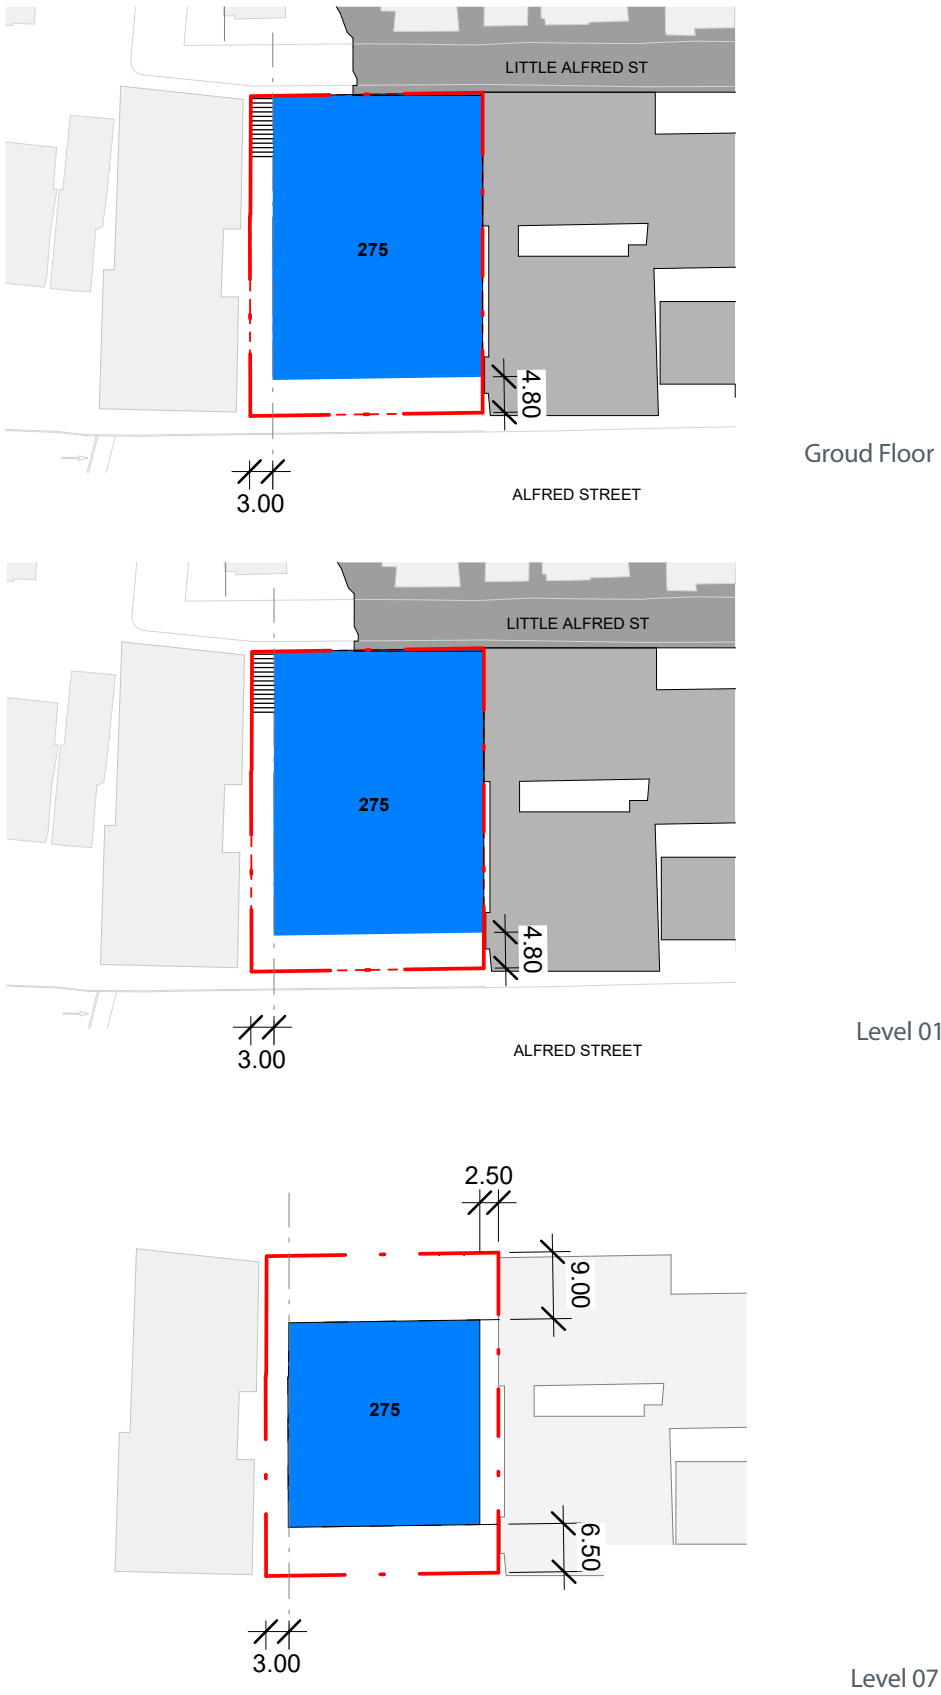 LITTLE ALFRED ST
275
4.80
Groud Floor
3.00
ALFRED STREET
LITTLE ALFRED ST
275
4.80
Level 01
3.00
ALFRED STREET
2.50
9.00
275
6.50
3.00
Level 07